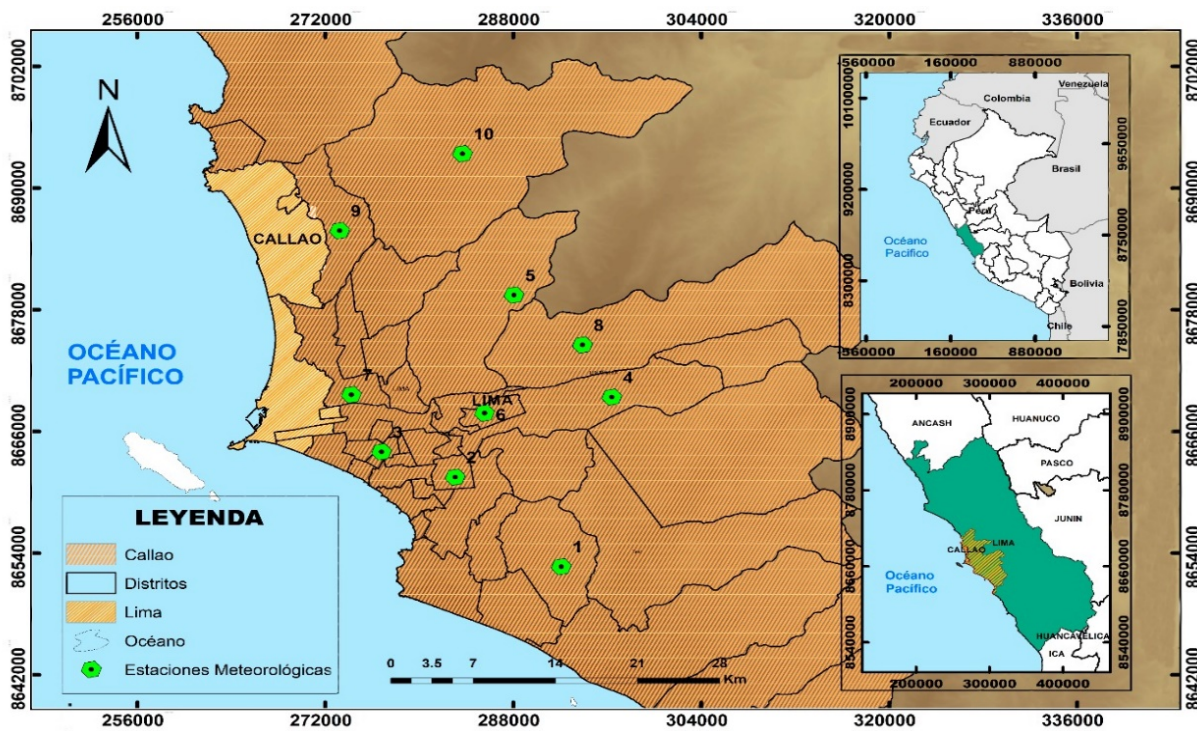 256000 272000 288000 304000 320000 336000
8702000
8690000
8678000
8666000
8654000
8642000
N
10
9
CALLAO
5
8
OCÉANO
PACÍFICO
7
LIMA
6
4
3
2
1
LEYENDA
Callao
Distritos
Lima
Océano
Estaciones Meteorológicas
0 3.5 7 14 21 28
Km
-560000 160000 880000
10100000
9200000
8300000
Venezuela
Colombia
Ecuador
Brasil
Perú
Océano
Pacífico
Bolivia
Chile
9650000
8750000
7850000
-560000 160000 880000
200000 300000 400000
8900000
8780000
8660000
8540000
ANCASH
HUANUCO
PASCO
JUNIN
LIMA
CALLAO
Océano
Pacífico
HUANCAVELICA
ICA
8900000
8780000
8660000
8540000
200000 300000 400000
8702000
8690000
8678000
8666000
8654000
8642000
256000 272000 288000 304000 320000 336000